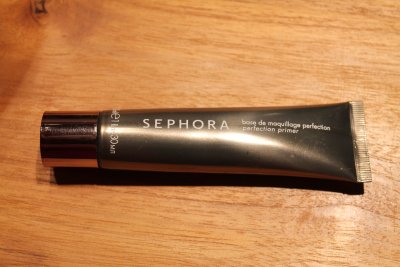 SEPHORA
base de maquillage perfection
perfection primer